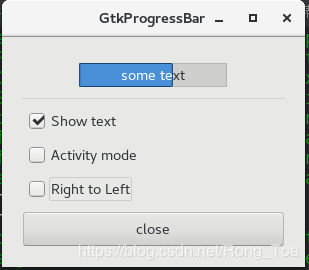 GtkProgressBar
some text
Show text
Activity mode
Right to Left
close
https://blog.csdn.net/Rong_Toa